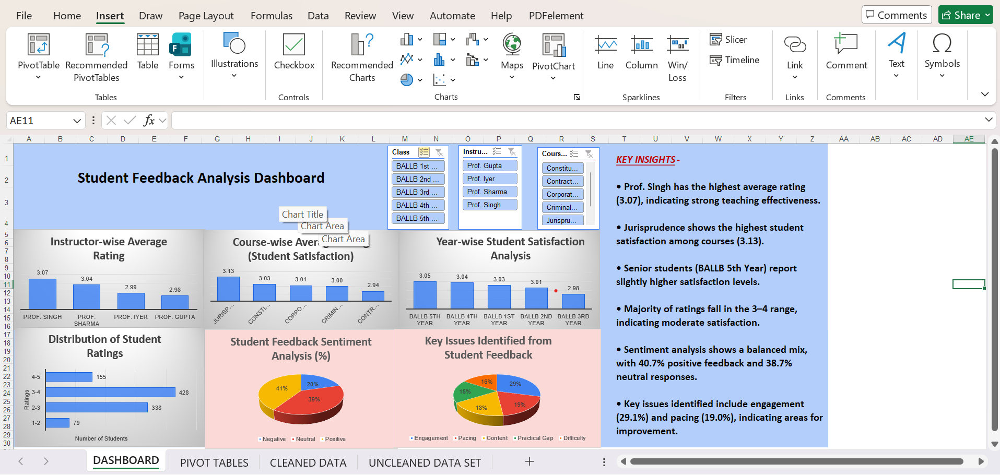 File Home Insert Draw Page Layout Formulas Data Review View Automate Help PDFelement Comments Share
PivotTable
Recommended
PivotTables
Table
Forms
Tables
Illustrations
Checkbox
Controls
Recommended
Charts
Maps
PivotChart
Charts
Line
Column
Win/
Loss
Sparklines
Slicer
Timeline
Filters
Link
Links
Comment
Comments
Text
Symbols
AE11
fx
A B C D E F G H I J K L M N O P Q R S T U V W X Y Z AA AB AC AD AE
1
2
3
4
5
6
7
8
9
10
11
12
13
14
15
16
17
18
19
20
21
22
23
24
25
26
27
28
29
30
Student Feedback Analysis Dashboard
Class
BALLB 1st ...
BALLB 2nd ...
BALLB 3rd ...
BALLB 4th ...
BALLB 5th ...
Instru...
Prof. Gupta
Prof. Iyer
Prof. Sharma
Prof. Singh
Cours...
Constitu...
Contract...
Corporat...
Criminal...
Jurispru...
Chart Title
Chart Area
Chart Area
Instructor-wise Average
Rating
3.07
3.04
2.99
2.98
PROF. SINGH
PROF.
SHARMA
PROF. IYER
PROF. GUPTA
Course-wise Aver
(Student Satisfaction)
3.13
3.03
3.01
3.00
2.94
JURISP...
CONSTI...
CORPO...
CRIMIN...
CONTR...
Year-wise Student Satisfaction
Analysis
3.05
3.04
3.03
3.01
2.98
BALLB 5TH
YEAR
BALLB 4TH
YEAR
BALLB 1ST
YEAR
BALLB 2ND
YEAR
BALLB 3RD
YEAR
Distribution of Student
Ratings
Ratings
4-5 155
3-4 428
2-3 338
1-2 79
Number of Students
Student Feedback Sentiment
Analysis (%)
20%
41%
39%
Negative Neutral Positive
Key Issues Identified from
Student Feedback
16%
29%
18%
19%
18%
Engagement Pacing Content Practical Gap Difficulty
KEY INSIGHTS -
• Prof. Singh has the highest average rating
(3.07), indicating strong teaching effectiveness.
• Jurisprudence shows the highest student
satisfaction among courses (3.13).
• Senior students (BALLB 5th Year) report
slightly higher satisfaction levels.
• Majority of ratings fall in the 3–4 range,
indicating moderate satisfaction.
• Sentiment analysis shows a balanced mix,
with 40.7% positive feedback and 38.7%
neutral responses.
• Key issues identified include engagement
(29.1%) and pacing (19.0%), indicating areas for
improvement.
DASHBOARD PIVOT TABLES CLEANED DATA UNCLEANED DATA SET